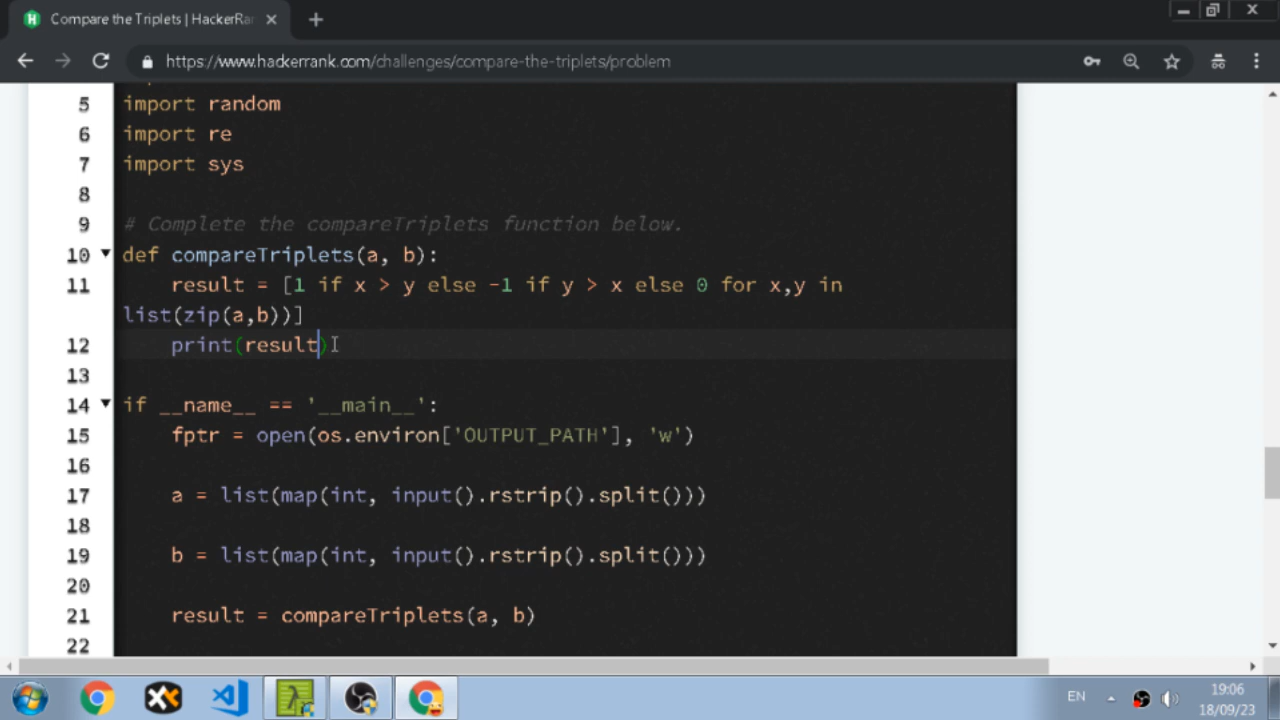 Compare the Triplets | HackerRa
https://www.hackerrank.com/challenges/compare-the-triplets/problem
5 import random
6 import re
7 import sys
8
9 # Complete the compareTriplets function below.
10 def compareTriplets(a, b):
11 result = [1 if x > y else -1 if y > x else 0 for x,y in
list(zip(a,b))]
12 print(result)
13
14 if __name__ == '__main__':
15 fptr = open(os.environ['OUTPUT_PATH'], 'w')
16
17 a = list(map(int, input().rstrip().split()))
18
19 b = list(map(int, input().rstrip().split()))
20
21 result = compareTriplets(a, b)
22
EN
19:06
18/09/23